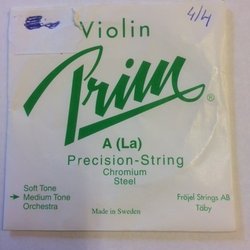 Violin
4/4
Prim®
A (La)
Precision-String
Chromium
Steel
Soft Tone
Medium Tone
Orchestra
Fröjel Strings AB
Täby
Made in Sweden